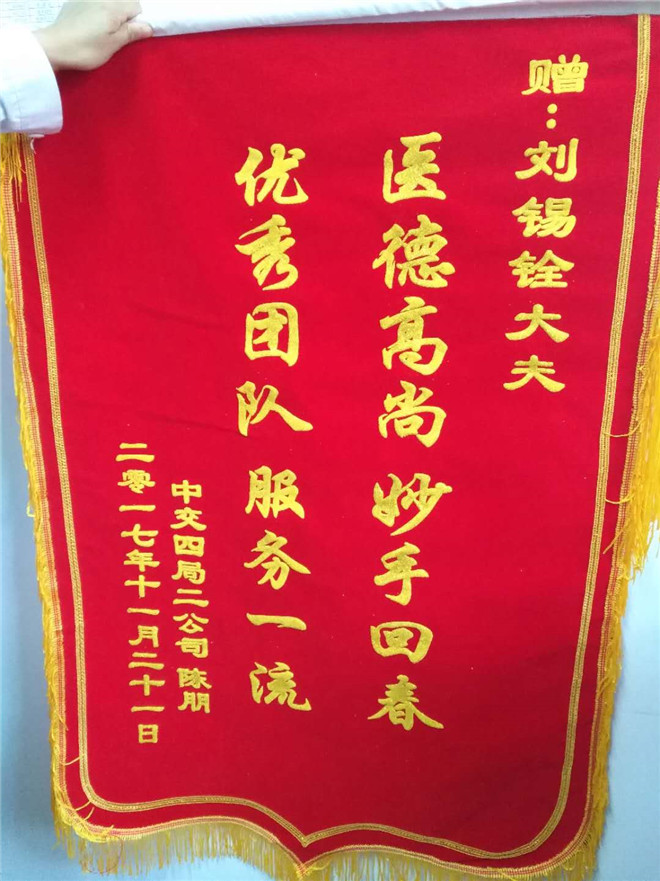 赠：刘锡铨大夫
医德高尚 妙手回春
优秀团队 服务一流
中交四局二公司 陈朋
二零一七年十一月二十一日